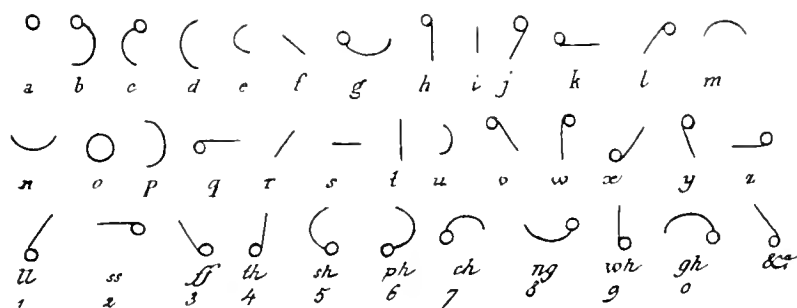 a b c d e f g h i j k l m
n o p q r s t u v w x y z
ll ss ff th sh ph ch ng wh gh &c
1 2 3 4 5 6 7 8 9 0